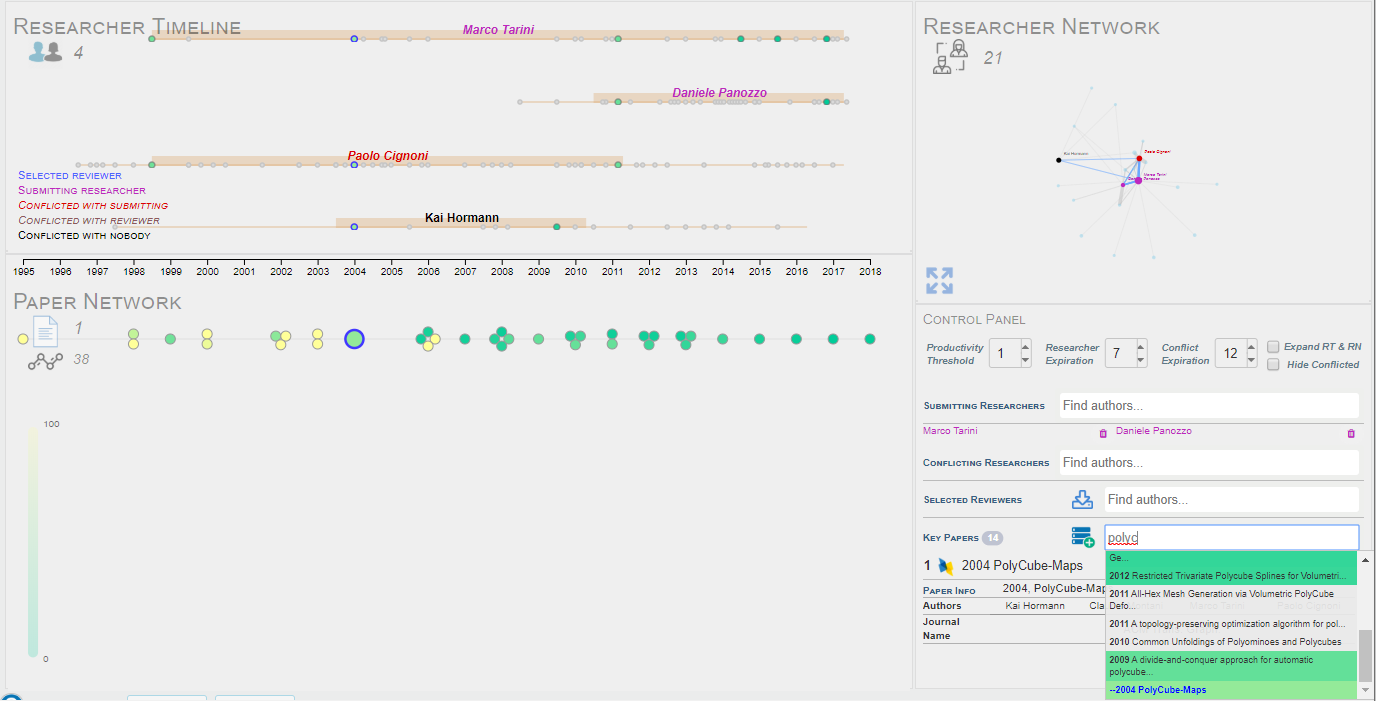 Researcher Timeline
4
Marco Tarini
Daniele Panozzo
Paolo Cignoni
Kai Hormann
Selected reviewer
Submitting researcher
Conflicted with submitting
Conflicted with reviewer
Conflicted with nobody
1995 1996 1997 1998 1999 2000 2001 2002 2003 2004 2005 2006 2007 2008 2009 2010 2011 2012 2013 2014 2015 2016 2017 2018
Paper Network
1
38
100
0
Researcher Network
21
Kai Hormann
Paolo Cignoni
Marco Tarini
Panozzo
Control Panel
Productivity Threshold 1
Researcher Expiration 7
Conflict Expiration 12
Expand RT & RN
Hide Conflicted
Submitting Researchers Find authors...
Marco Tarini Daniele Panozzo
Conflicting Researchers Find authors...
Selected Reviewers Find authors...
Key Papers 14 polyc
1 2004 PolyCube-Maps
Paper Info 2004, PolyCube-Map
Authors Kai Hormann Cla
Journal
Name
Ge...
2012 Restricted Trivariate Polycube Splines for Volumetri...
2011 All-Hex Mesh Generation via Volumetric PolyCube
Defo...
2011 A topology-preserving optimization algorithm for pol...
2010 Common Unfoldings of Polyominoes and Polycubes
2009 A divide-and-conquer approach for automatic
polycube...
--2004 PolyCube-Maps